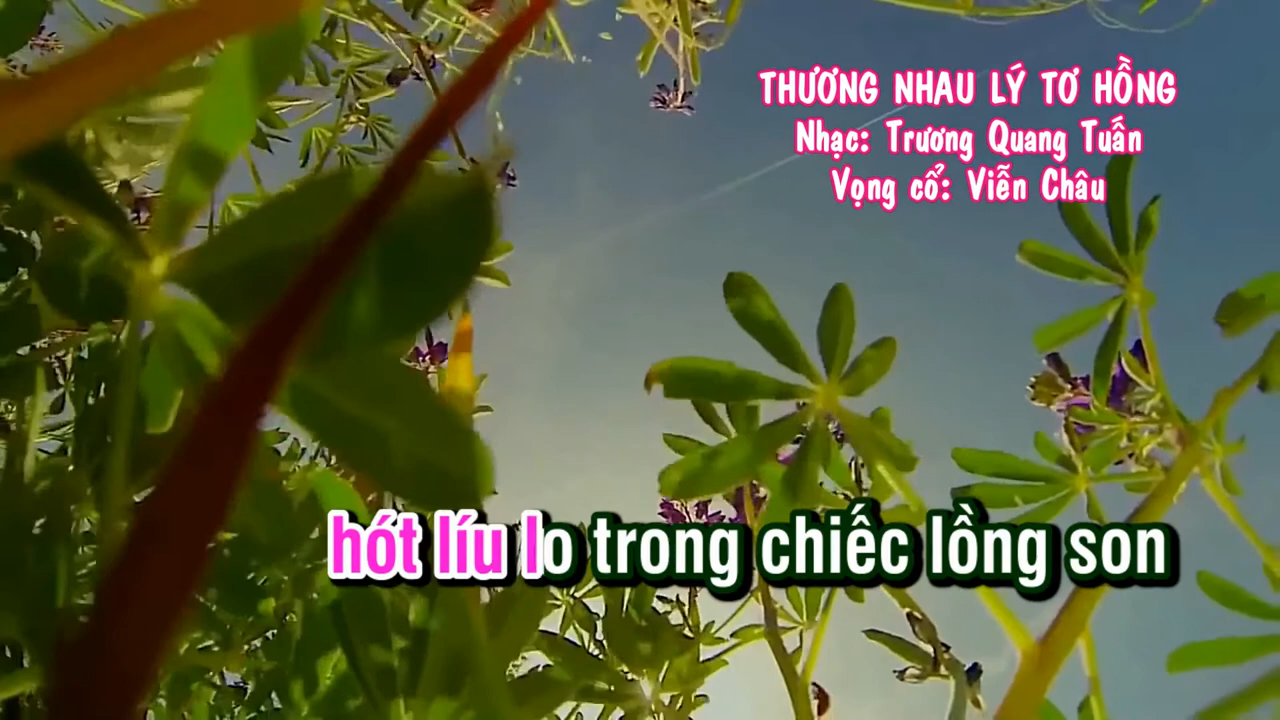 THƯƠNG NHAU LÝ TƠ HỒNG
Nhạc: Trương Quang Tuấn
Vọng cổ: Viễn Châu
hót líu lo trong chiếc lồng son